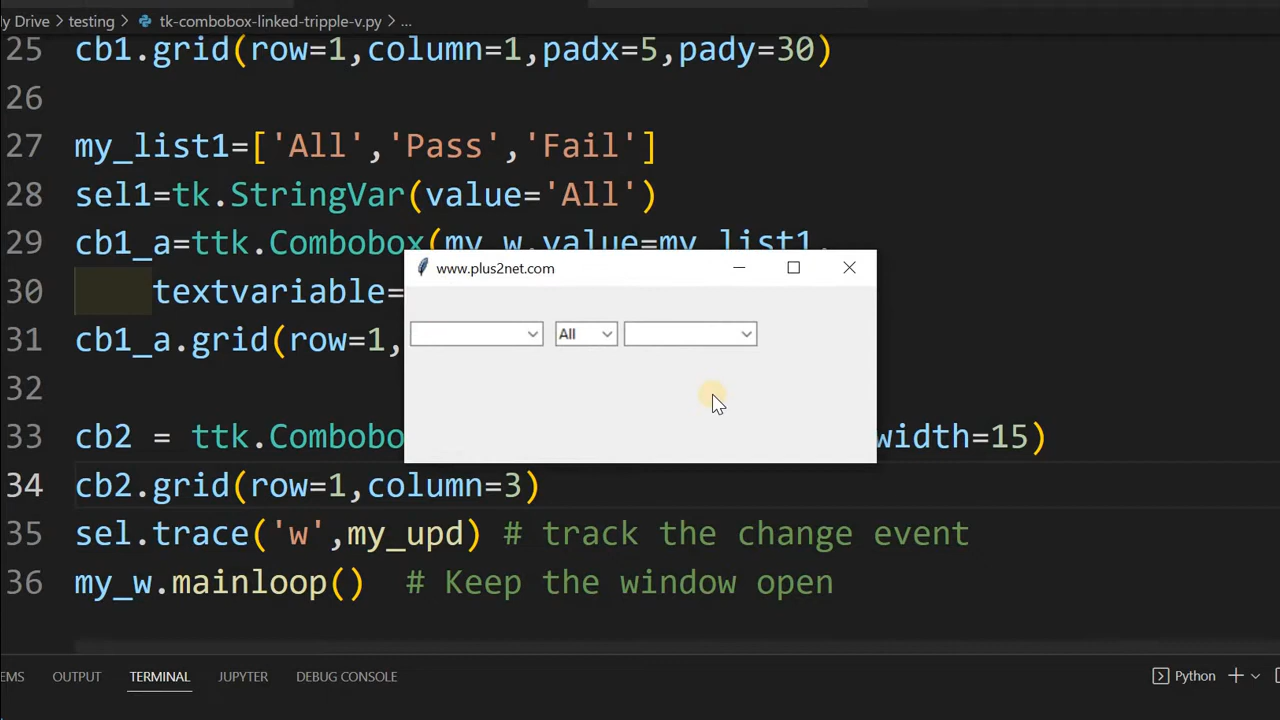 y Drive > testing > tk-combobox-linked-tripple-v.py > ...
25 cb1.grid(row=1,column=1,padx=5,pady=30)
26
27 my_list1=['All','Pass','Fail']
28 sel1=tk.StringVar(value='All')
29 cb1_a=ttk.Combobox(my_w,value=my_list1,
www.plus2net.com
30 textvariable=
All
31 cb1_a.grid(row=1,
32
33 cb2 = ttk.Combobo width=15)
34 cb2.grid(row=1,column=3)
35 sel.trace('w',my_upd) # track the change event
36 my_w.mainloop() # Keep the window open
EMS OUTPUT TERMINAL JUPYTER DEBUG CONSOLE Python